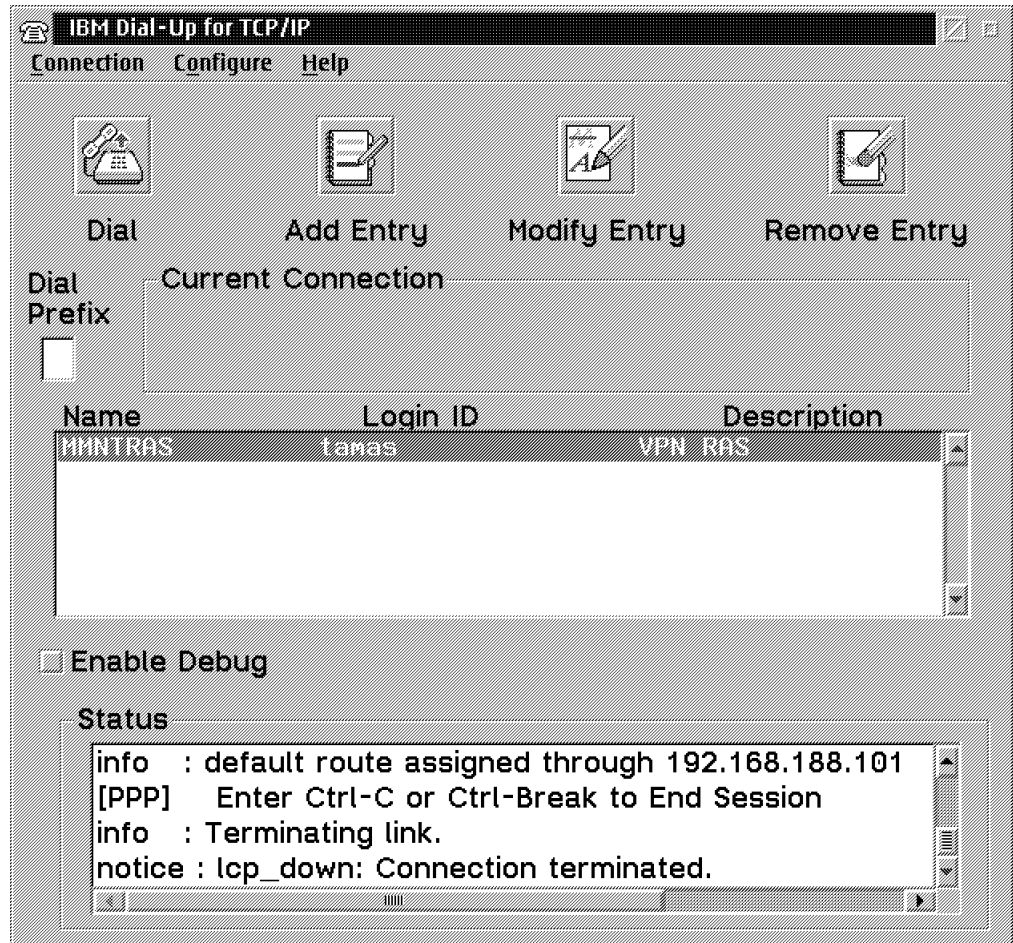 IBM Dial-Up for TCP/IP
Connection Configure Help
Dial Add Entry Modify Entry Remove Entry
Dial Prefix
Current Connection
Name Login ID Description
MMNTRAS tamas VPN RAS
Enable Debug
Status
info : default route assigned through 192.168.188.101
[PPP] Enter Ctrl-C or Ctrl-Break to End Session
info : Terminating link.
notice : lcp_down: Connection terminated.